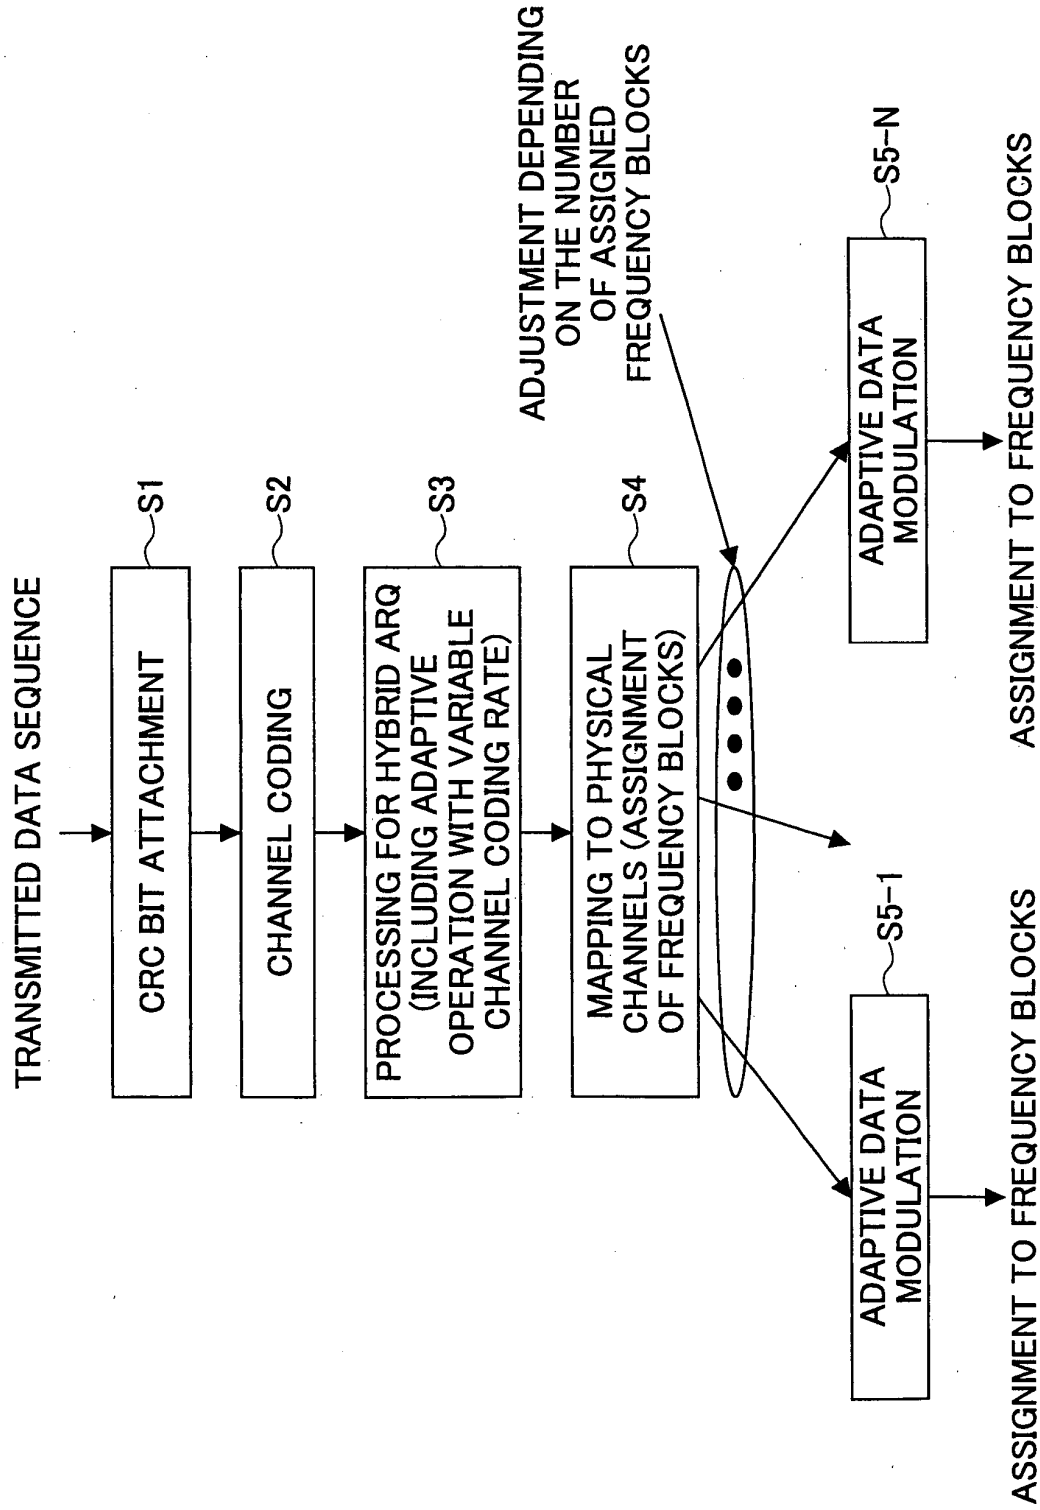 TRANSMITTED DATA SEQUENCE
CRC BIT ATTACHMENT
S1
CHANNEL CODING
S2
PROCESSING FOR HYBRID ARQ
(INCLUDING ADAPTIVE
OPERATION WITH VARIABLE
CHANNEL CODING RATE)
S3
MAPPING TO PHYSICAL
CHANNELS (ASSIGNMENT
OF FREQUENCY BLOCKS)
S4
ADJUSTMENT DEPENDING
ON THE NUMBER
OF ASSIGNED
FREQUENCY BLOCKS
ADAPTIVE DATA
MODULATION
S5-1
ADAPTIVE DATA
MODULATION
S5-N
ASSIGNMENT TO FREQUENCY BLOCKS
ASSIGNMENT TO FREQUENCY BLOCKS